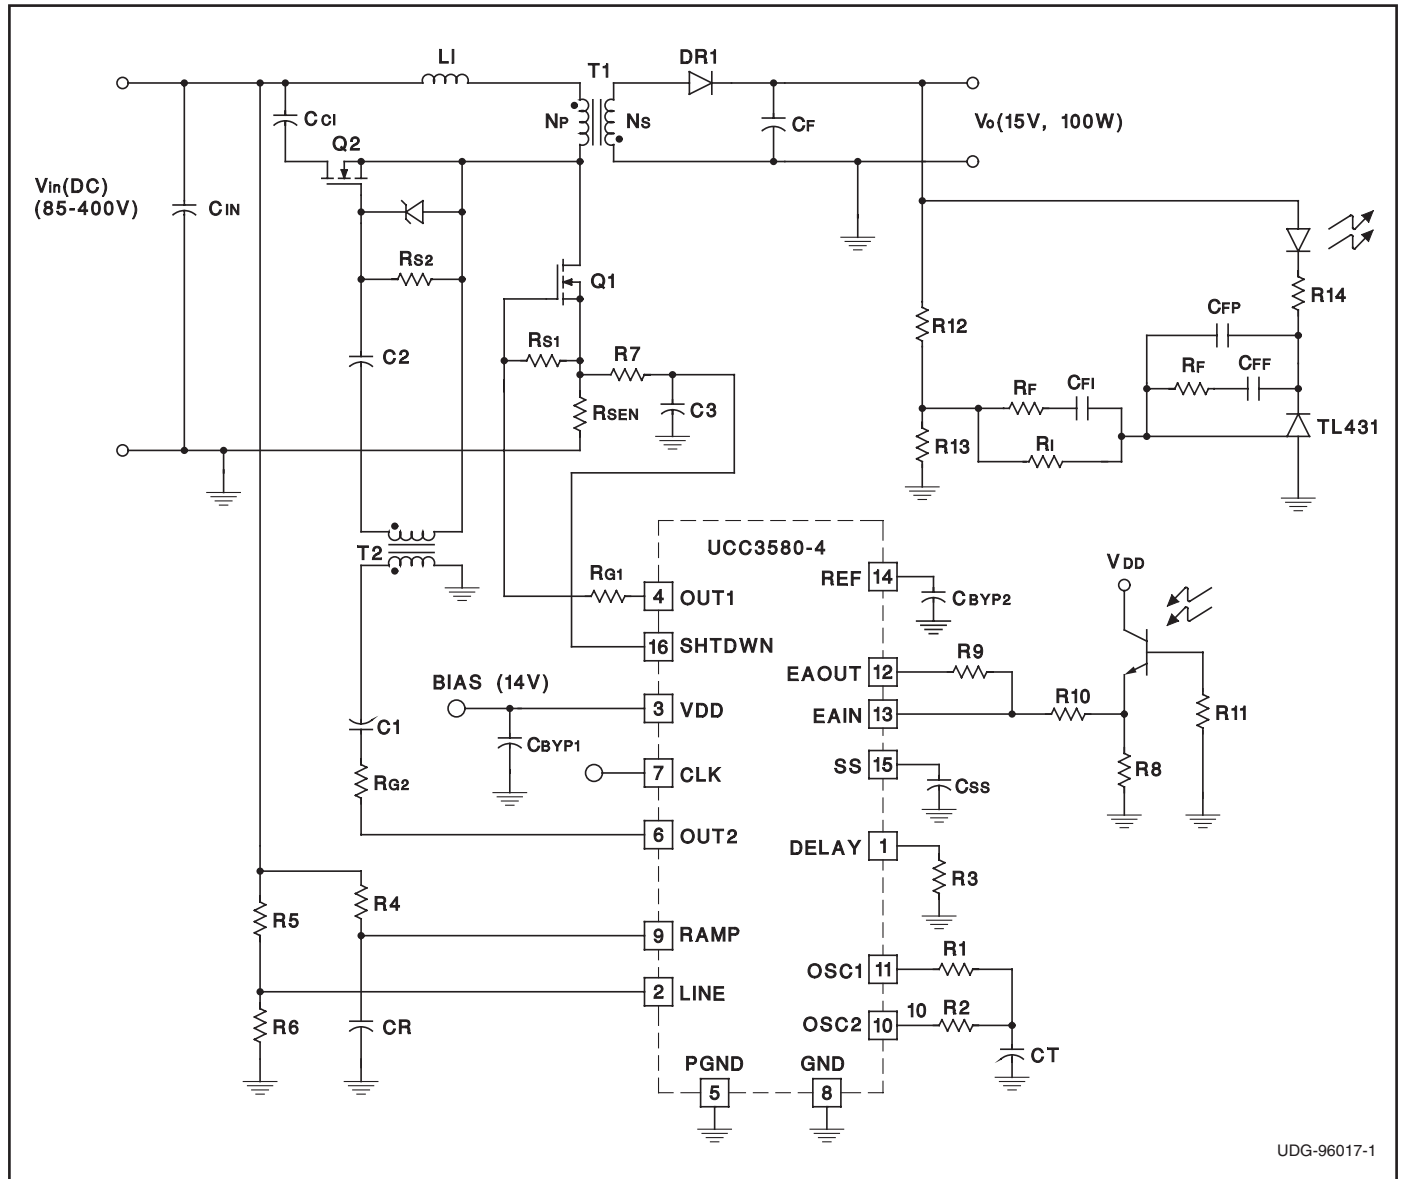 LI
T1
DR1
CCI
Q2
NP
NS
CF
Vo(15V, 100W)
Vin(DC)
(85-400V)
CIN
RS2
Q1
R14
CFP
R12
RS1
R7
C2
RF
CFF
RF
CFI
RSEN
C3
R13
RI
TL431
T2
UCC3580-4
RG1
4
OUT1
REF
14
CBYP2
VDD
16
SHTDWN
EAOUT
12
R9
BIAS (14V)
3
VDD
EAIN
13
R10
R11
C1
CBYP1
7
CLK
SS
15
CSS
R8
RG2
6
OUT2
DELAY
1
R3
R5
R4
9
RAMP
OSC1
11
R1
2
LINE
OSC2
10
10
R2
R6
CR
CT
PGND
5
GND
8
UDG-96017-1